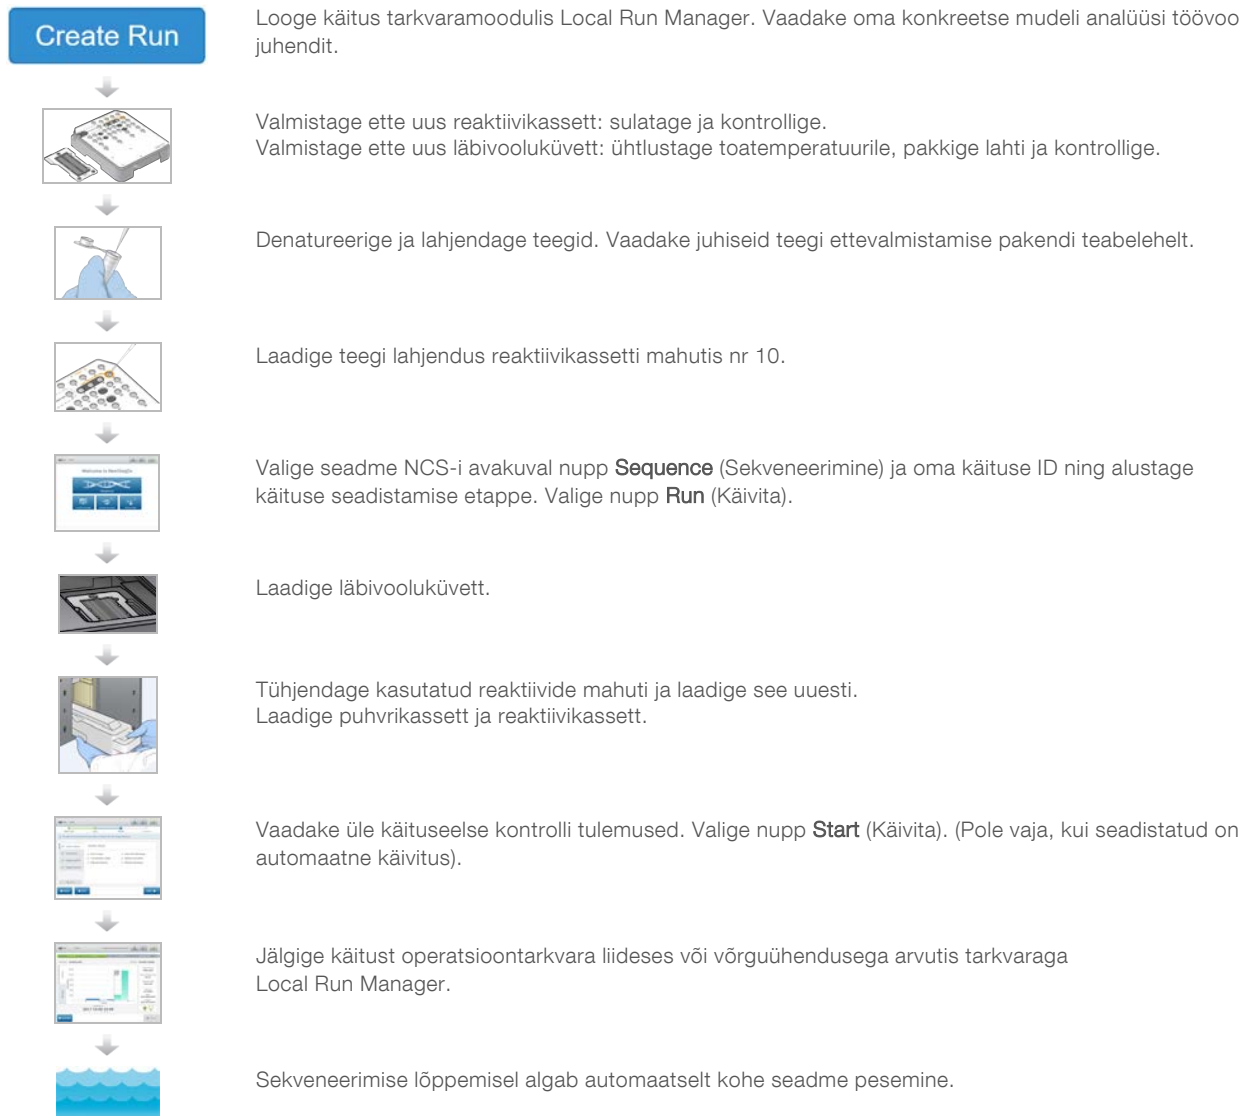 Create Run
Looge käitus tarkvaramoodulis Local Run Manager. Vaadake oma konkreetse mudeli analüüsi töövoo
juhendit.
Valmistage ette uus reaktiivikassett: sulatage ja kontrollige.
Valmistage ette uus läbivooluküvett: ühtlustage toatemperatuurile, pakkige lahti ja kontrollige.
Denatureerige ja lahjendage teegid. Vaadake juhiseid teegi ettevalmistamise pakendi teabelehelt.
Laadige teegi lahjendus reaktiivikassetti mahutis nr 10.
Valige seadme NCS-i avakuval nupp Sequence (Sekveneerimine) ja oma käituse ID ning alustage
käituse seadistamise etappe. Valige nupp Run (Käivita).
Laadige läbivooluküvett.
Tühjendage kasutatud reaktiivide mahuti ja laadige see uuesti.
Laadige puhvrikassett ja reaktiivikassett.
Vaadake üle käituseelse kontrolli tulemused. Valige nupp Start (Käivita). (Pole vaja, kui seadistatud on
automaatne käivitus).
Jälgige käitust operatsioontarkvara liideses või võrguühendusega arvutis tarkvaraga
Local Run Manager.
Sekveneerimise lõppemisel algab automaatselt kohe seadme pesemine.